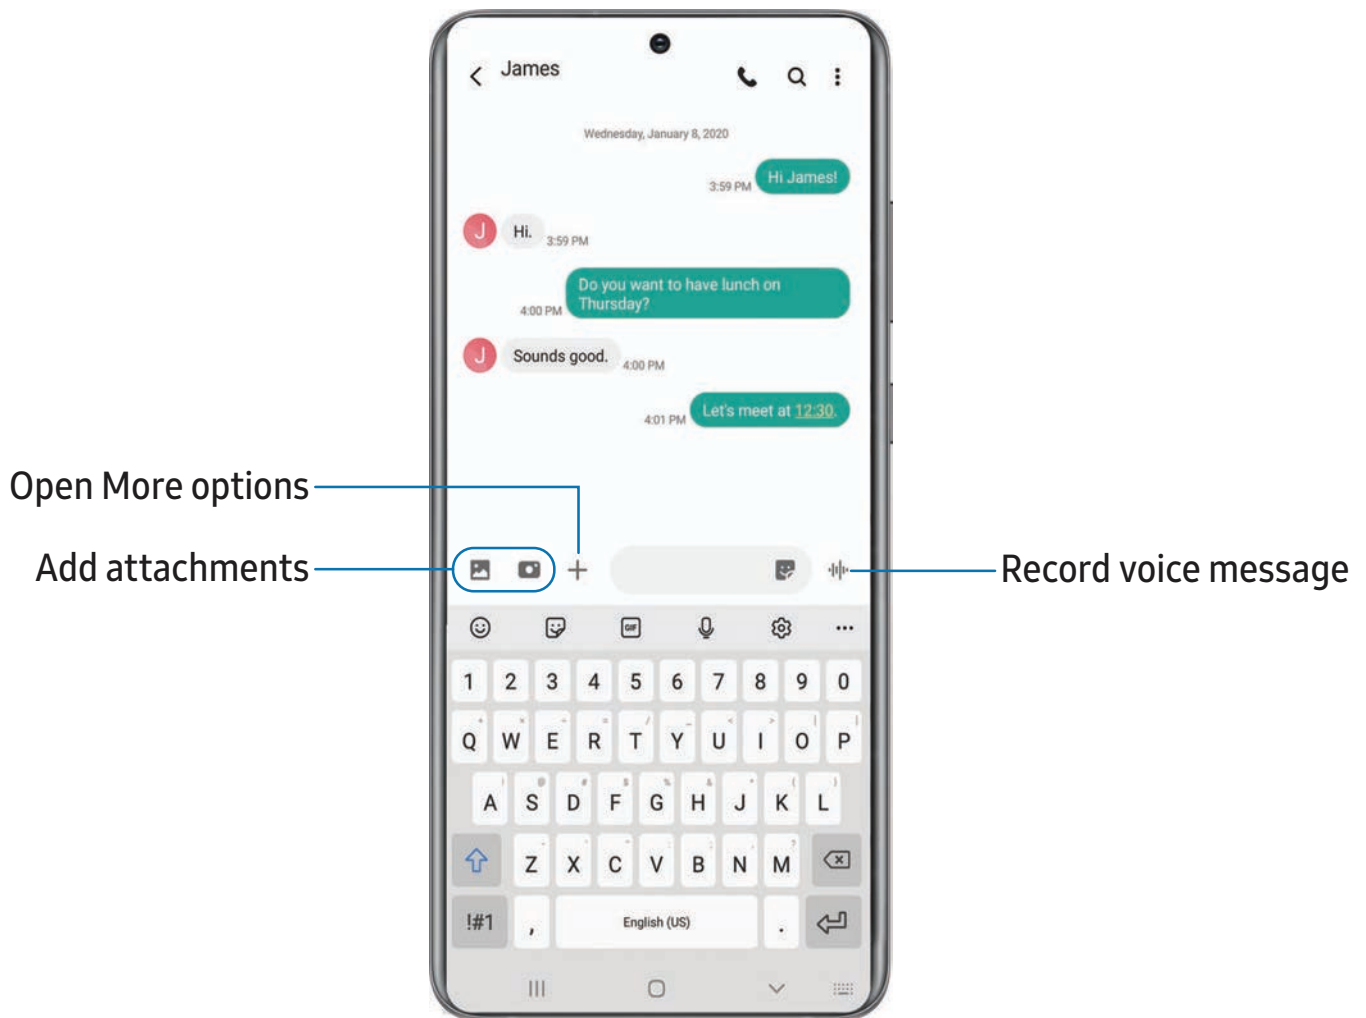 James
Wednesday, January 8, 2020
3:59 PM Hi James!
J Hi. 3:59 PM
Do you want to have lunch on
Thursday?
4:00 PM
J Sounds good. 4:00 PM
4:01 PM Let's meet at 12:30.
Open More options
Add attachments
Record voice message
GIF
1 2 3 4 5 6 7 8 9 0
Q W E R T Y U I O P
A S D F G H J K L
Z X C V B N M
!#1 , English (US) .